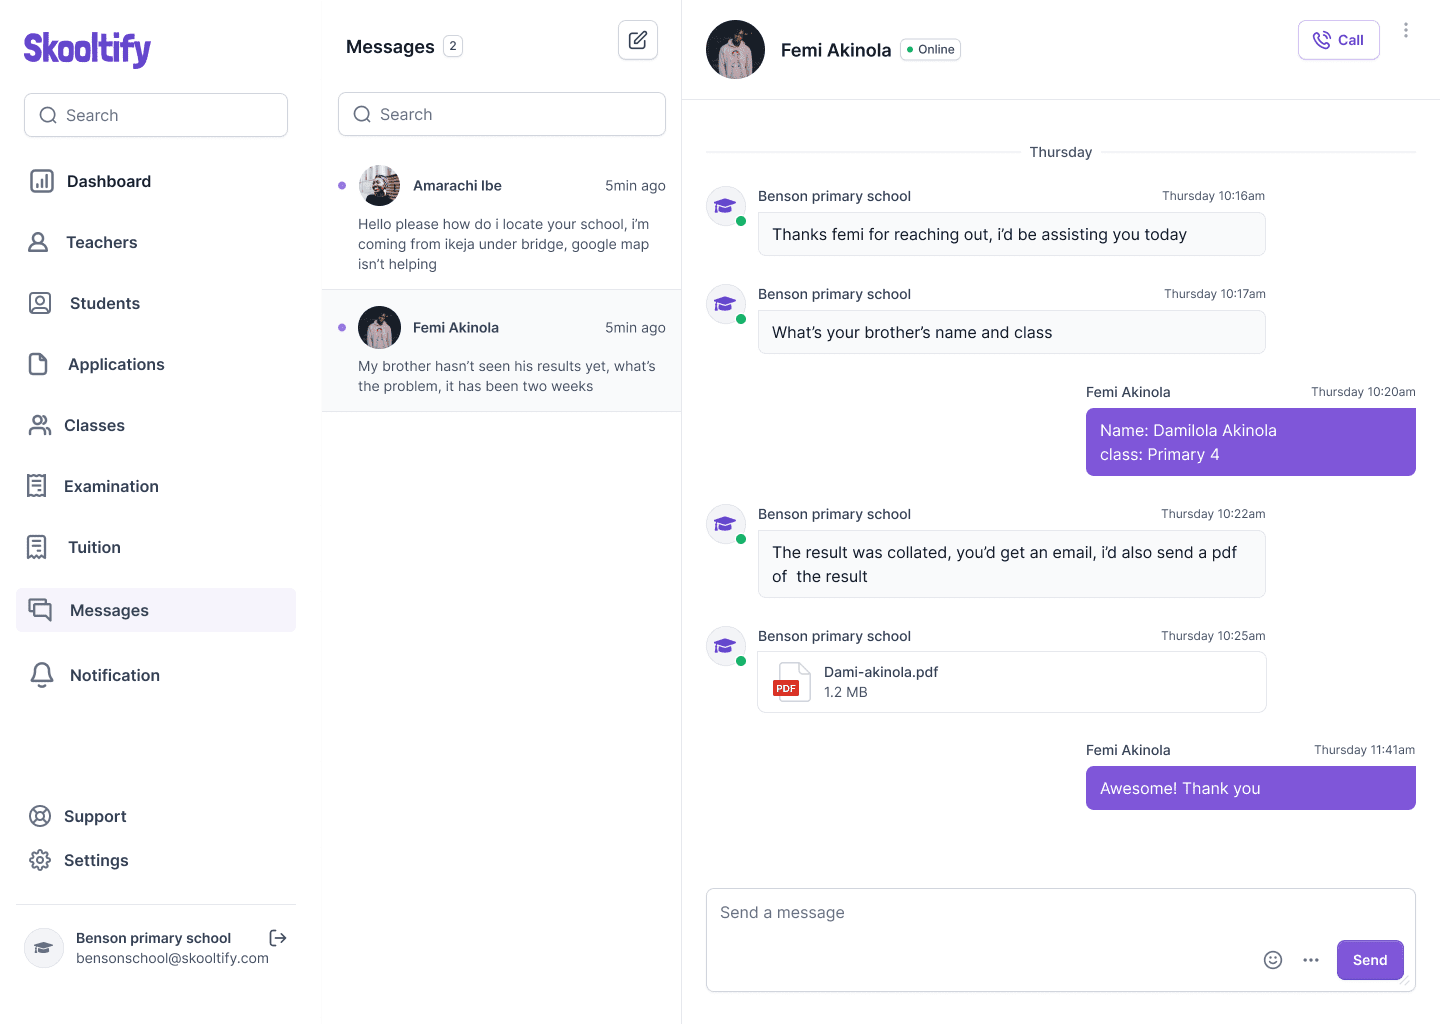 Skooltify
Search
Dashboard
Teachers
Students
Applications
Classes
Examination
Tuition
Messages
Notification
Support
Settings
Benson primary school
bensonschool@skooltify.com
Messages 2
Search
Amarachi Ibe 5min ago
Hello please how do i locate your school, i’m
coming from ikeja under bridge, google map
isn’t helping
Femi Akinola 5min ago
My brother hasn’t seen his results yet, what’s
the problem, it has been two weeks
Femi Akinola Online
Call
Thursday
Benson primary school Thursday 10:16am
Thanks femi for reaching out, i’d be assisting you today
Benson primary school Thursday 10:17am
What’s your brother’s name and class
Femi Akinola Thursday 10:20am
Name: Damilola Akinola
class: Primary 4
Benson primary school Thursday 10:22am
The result was collated, you’d get an email, i’d also send a pdf
of  the result
Benson primary school Thursday 10:25am
PDF
Dami-akinola.pdf
1.2 MB
Femi Akinola Thursday 11:41am
Awesome! Thank you
Send a message
Send